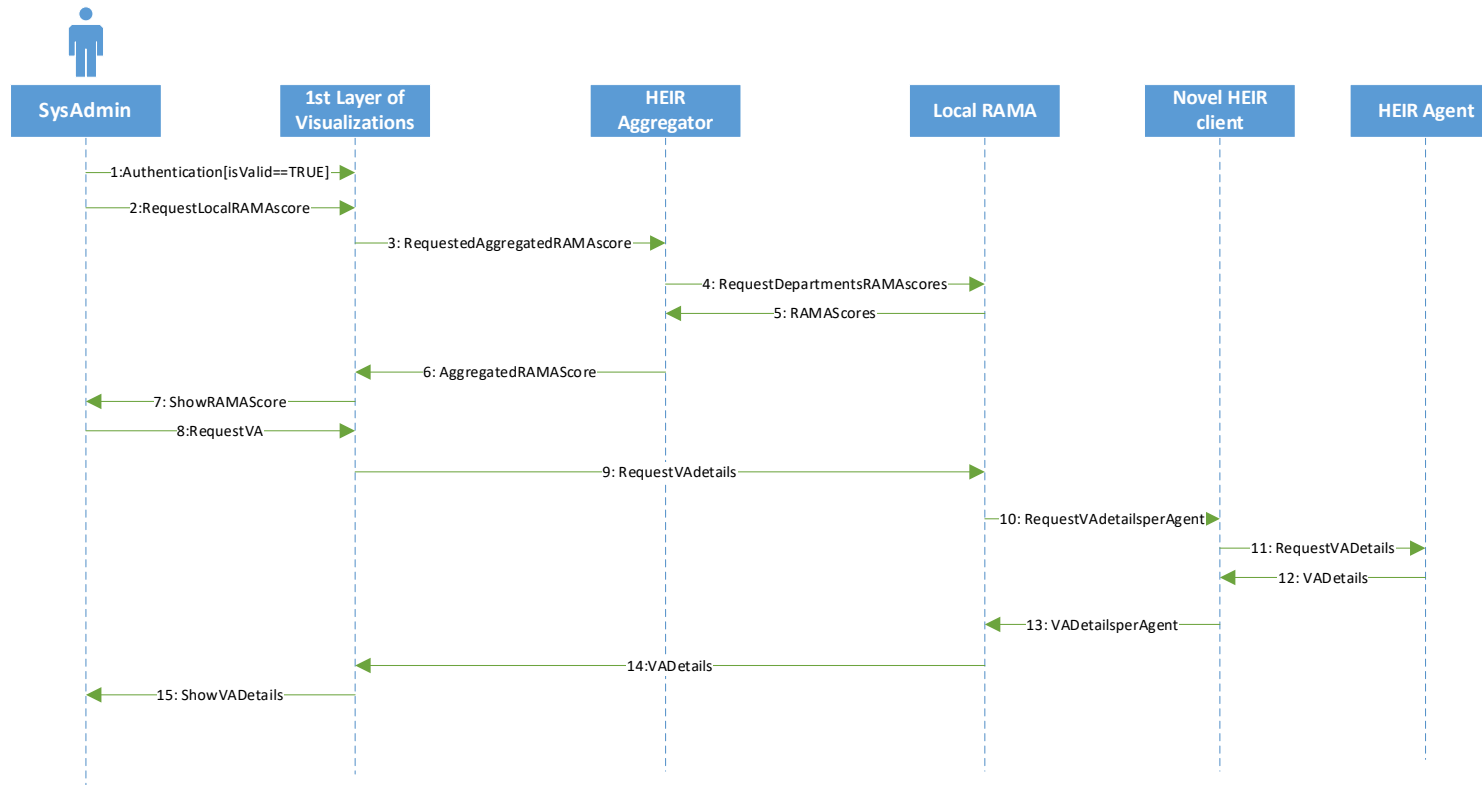 SysAdmin
1st Layer of
Visualizations
HEIR
Aggregator
Local RAMA
Novel HEIR
client
HEIR Agent
1:Authentication[isValid==TRUE]
2:RequestLocalRAMAscore
3: RequestedAggregatedRAMAscore
4: RequestDepartmentsRAMAscores
5: RAMAScores
6: AggregatedRAMAScore
7: ShowRAMAScore
8:RequestVA
9: RequestVAdetails
10: RequestVAdetailsperAgent
11: RequestVADetails
12: VADetails
13: VADetailsperAgent
14:VADetails
15: ShowVADetails